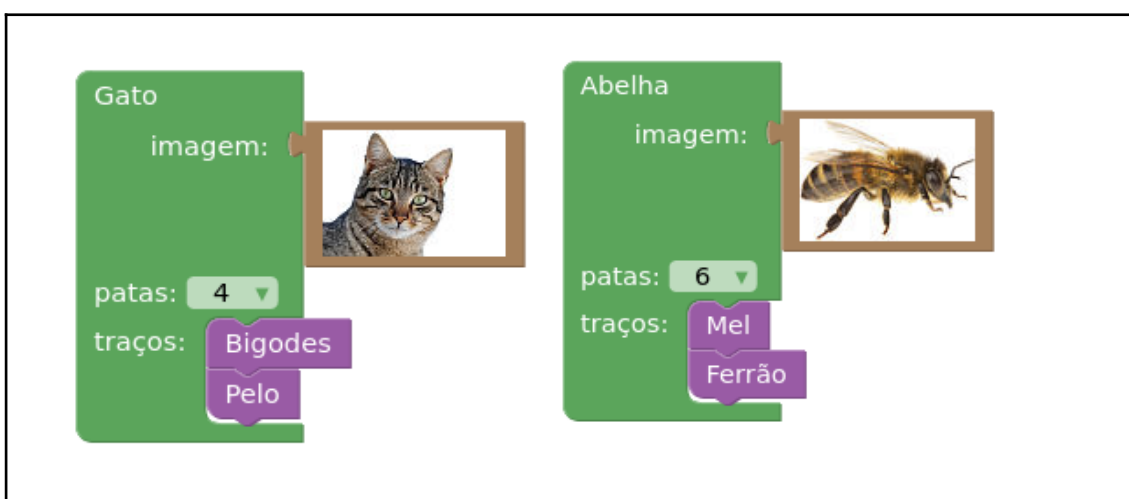 Gato
imagem:
patas: 4
traços: Bigodes
Pelo
Abelha
imagem:
patas: 6
traços: Mel
Ferrão